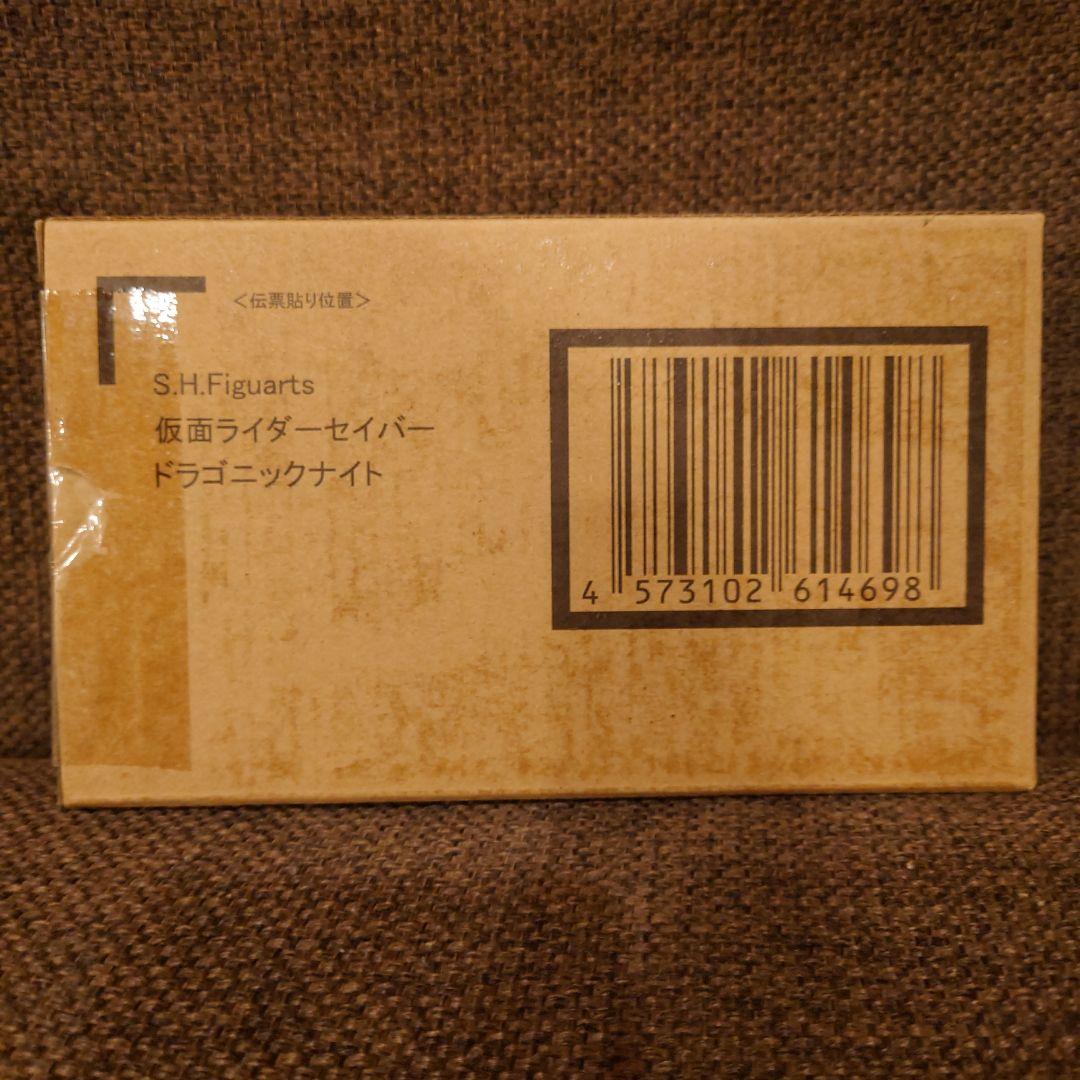 ＜伝票貼り位置＞
S.H.Figuarts
仮面ライダーセイバー
ドラゴニックナイト
4 573102 614698